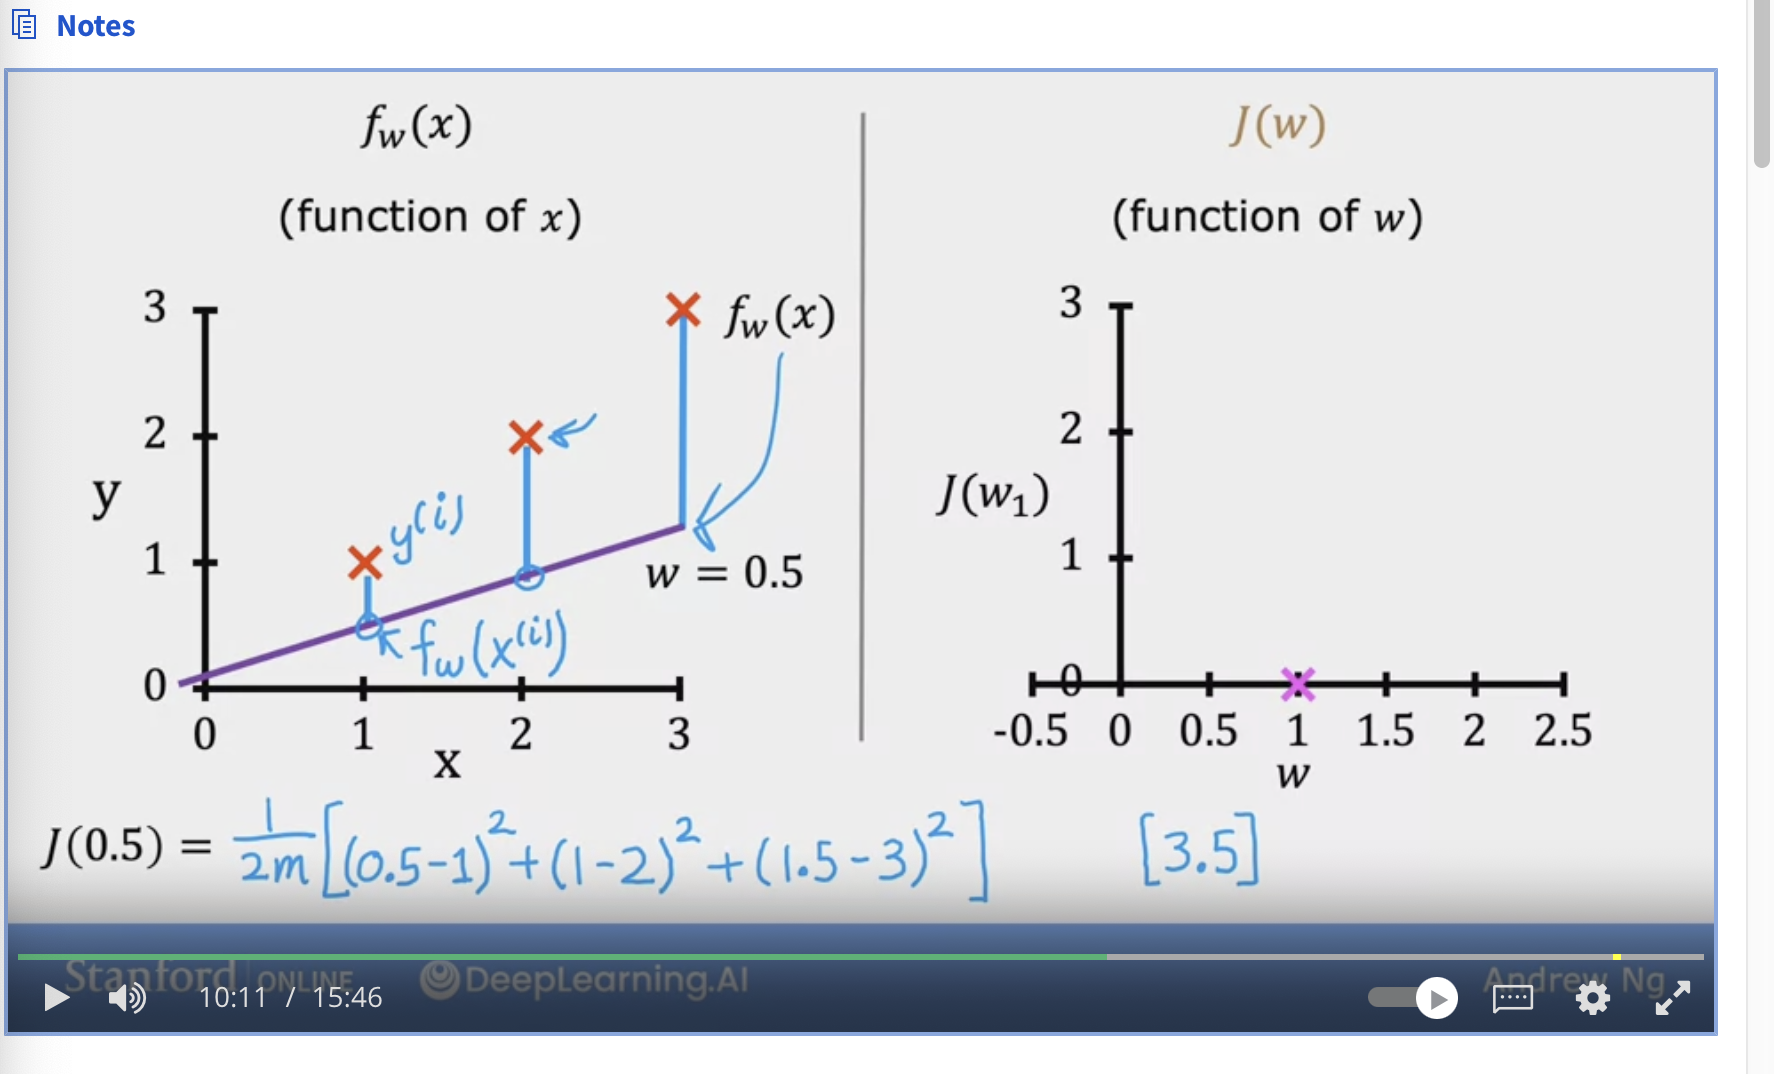 Notes
f_w(x)
(function of x)
3
2
1
0
y
0 1 2 3
x
f_w(x)
y^(i)
w = 0.5
f_w(x^(i))
J(w)
(function of w)
3
2
1
0
J(w₁)
-0.5 0 0.5 1 1.5 2 2.5
w
J(0.5) = 1/2m [(0.5-1)² + (1-2)² + (1.5-3)²] [3.5]
Stanford ONLINE DeepLearning.AI Andrew Ng
10:11 / 15:46